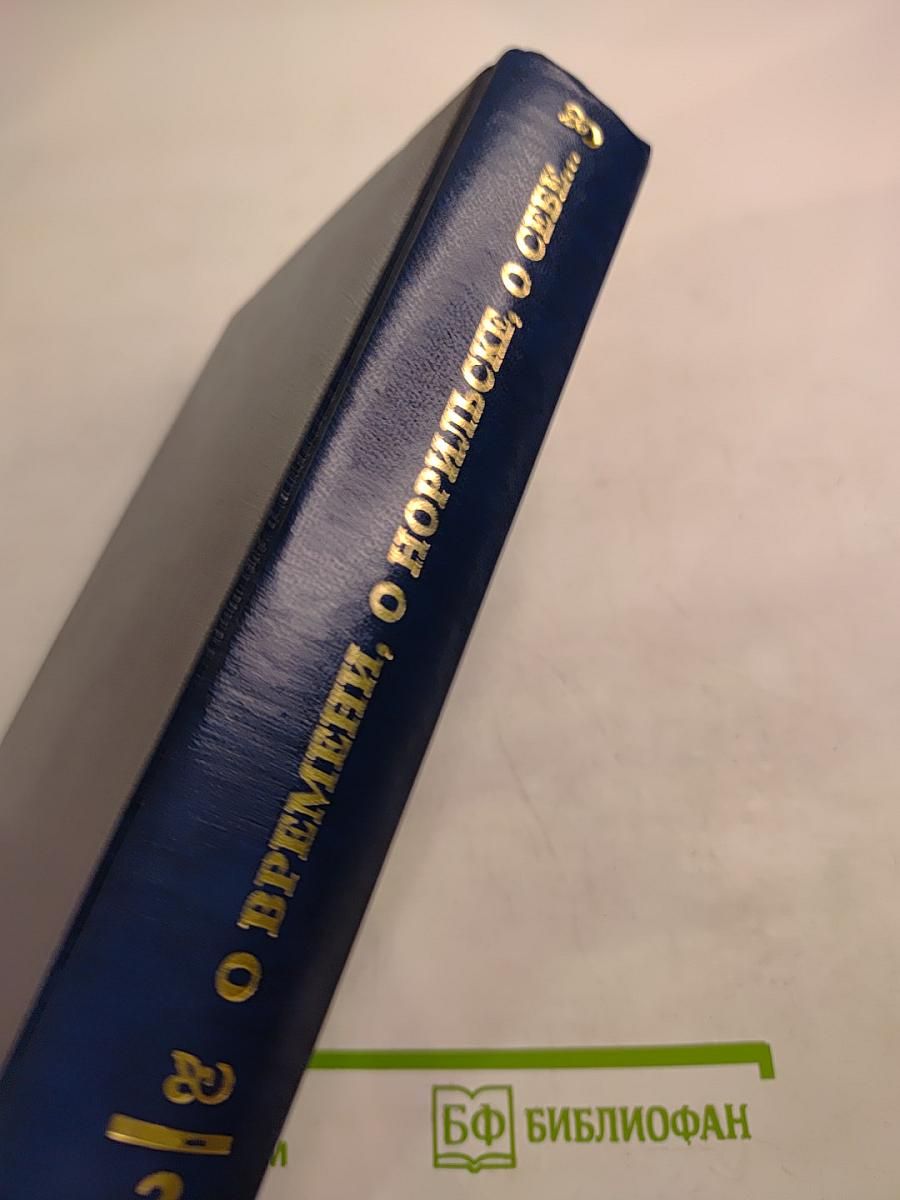 О ВРЕМЕНИ, О НОРИЛЬСКЕ, О СЕБЕ...
БФ БИБЛИОФАН